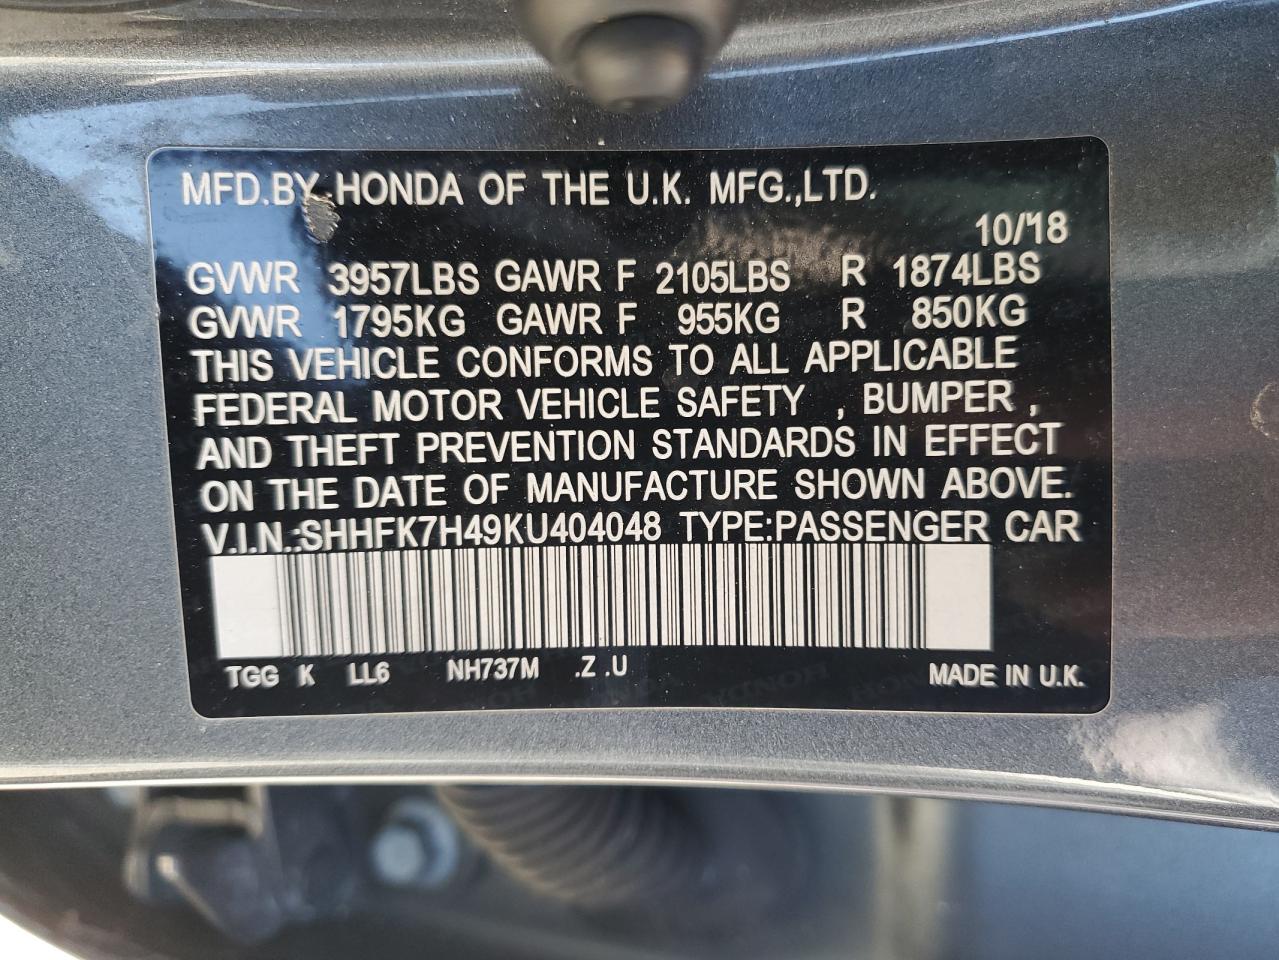 MFD.BY HONDA OF THE U.K. MFG.,LTD.
10/18
GVWR 3957LBS GAWR F 2105LBS R 1874LBS
GVWR 1795KG GAWR F 955KG R 850KG
THIS VEHICLE CONFORMS TO ALL APPLICABLE
FEDERAL MOTOR VEHICLE SAFETY , BUMPER ,
AND THEFT PREVENTION STANDARDS IN EFFECT
ON THE DATE OF MANUFACTURE SHOWN ABOVE.
V.I.N.:SHHFK7H49KU404048 TYPE:PASSENGER CAR
TGG K LL6 NH737M .Z .U MADE IN U.K.